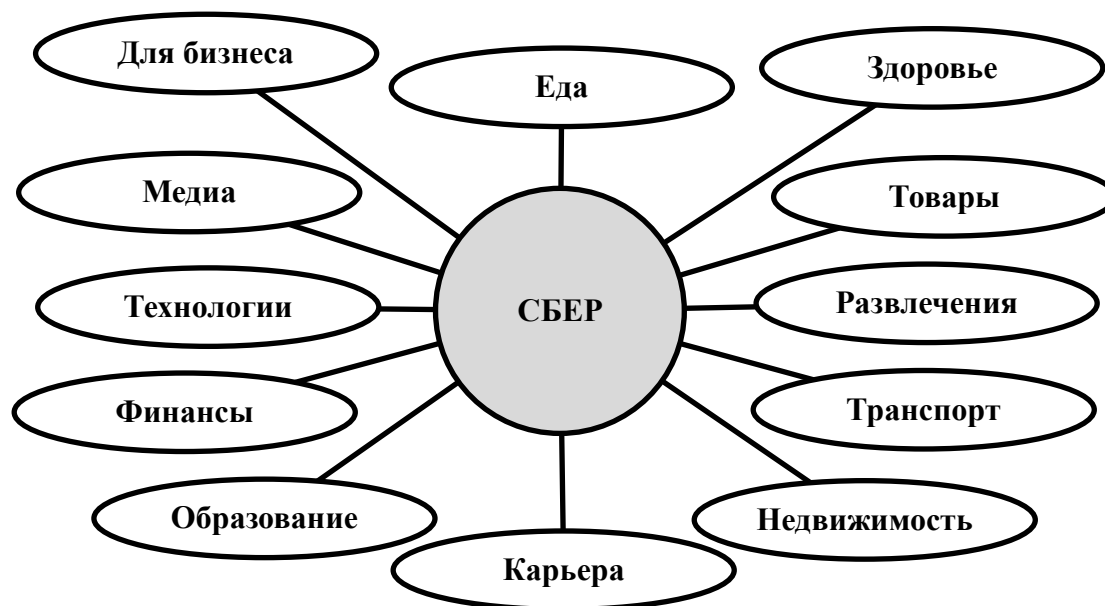 Для бизнеса
Еда
Здоровье
Медиа
Товары
Технологии
СБЕР
Развлечения
Финансы
Транспорт
Образование
Недвижимость
Карьера